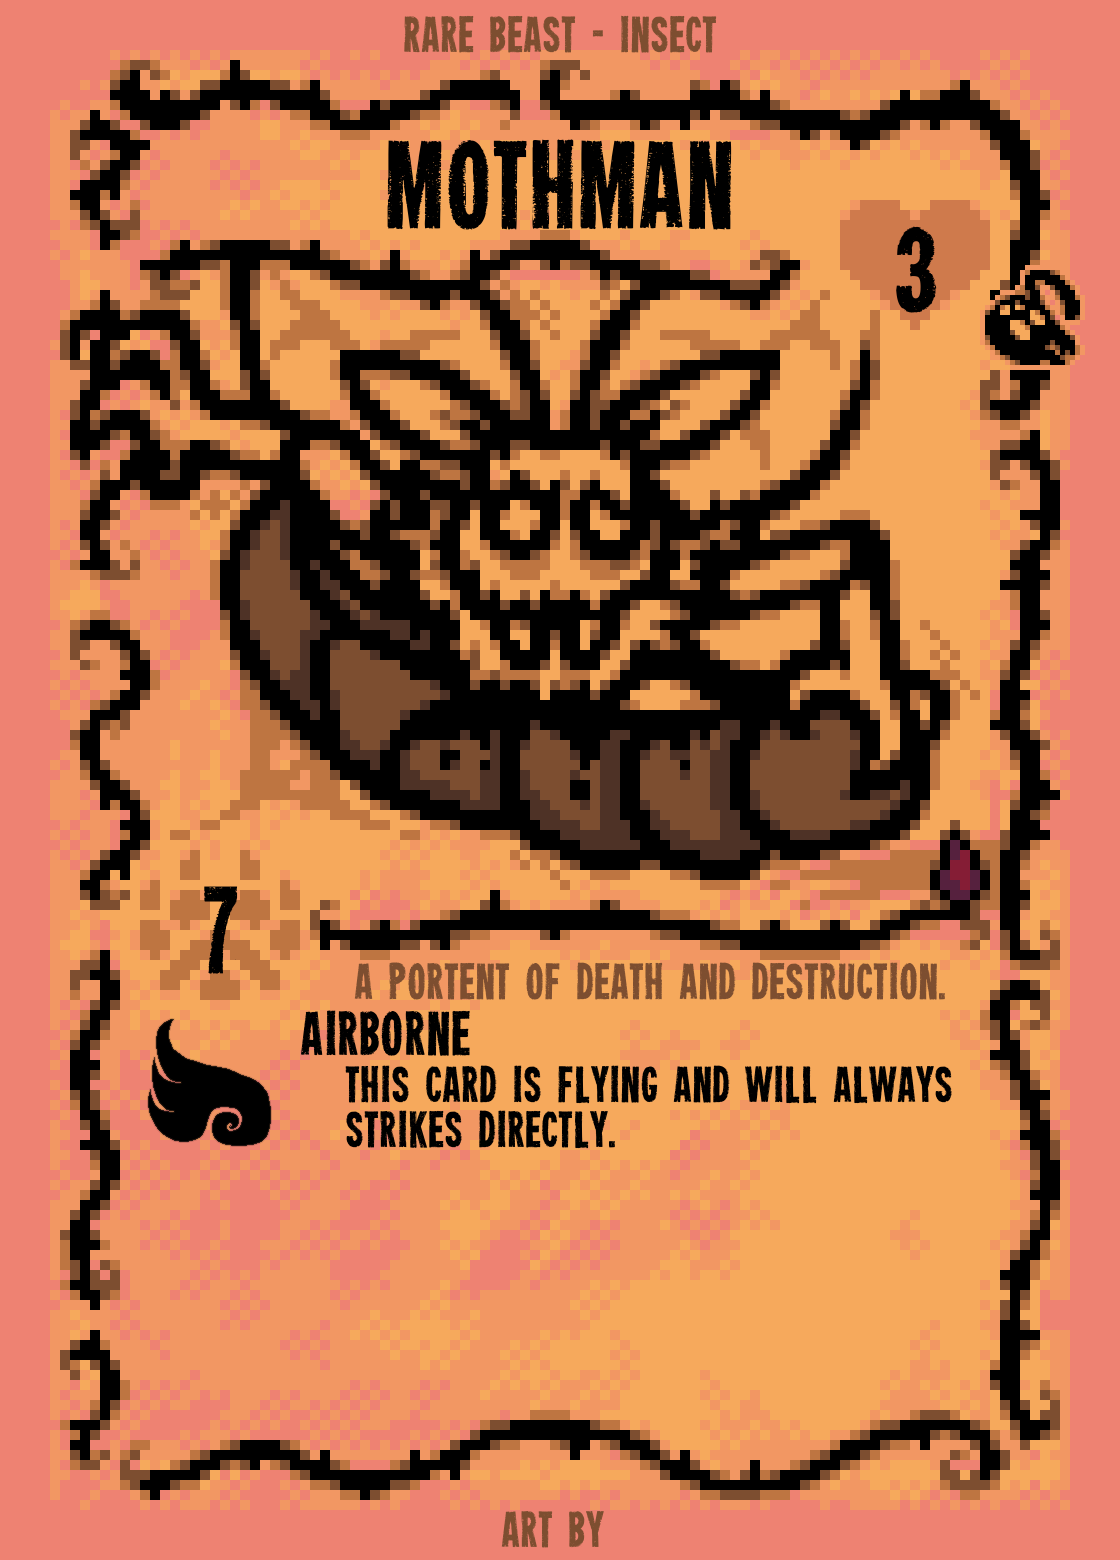 RARE BEAST - INSECT
MOTHMAN
3
7
A PORTENT OF DEATH AND DESTRUCTION.
AIRBORNE
THIS CARD IS FLYING AND WILL ALWAYS
STRIKES DIRECTLY.
ART BY